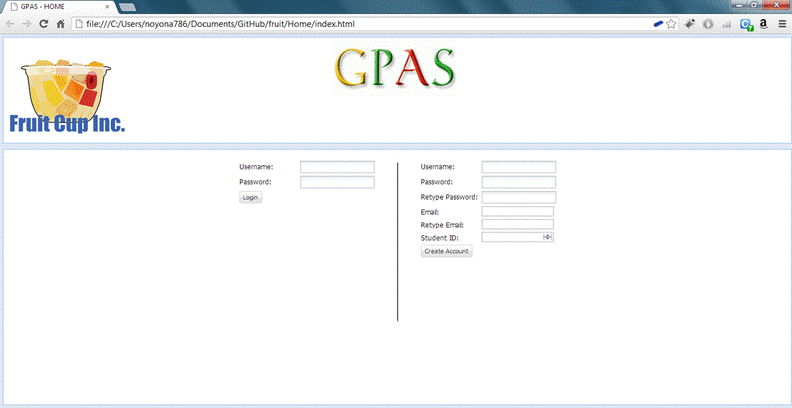 GPAS - HOME
file:///C:/Users/noyona786/Documents/GitHub/fruit/Home/index.html
GPAS
Fruit Cup Inc.
Username:
Password:
Login
Username:
Password:
Retype Password:
Email:
Retype Email:
Student ID:
Create Account